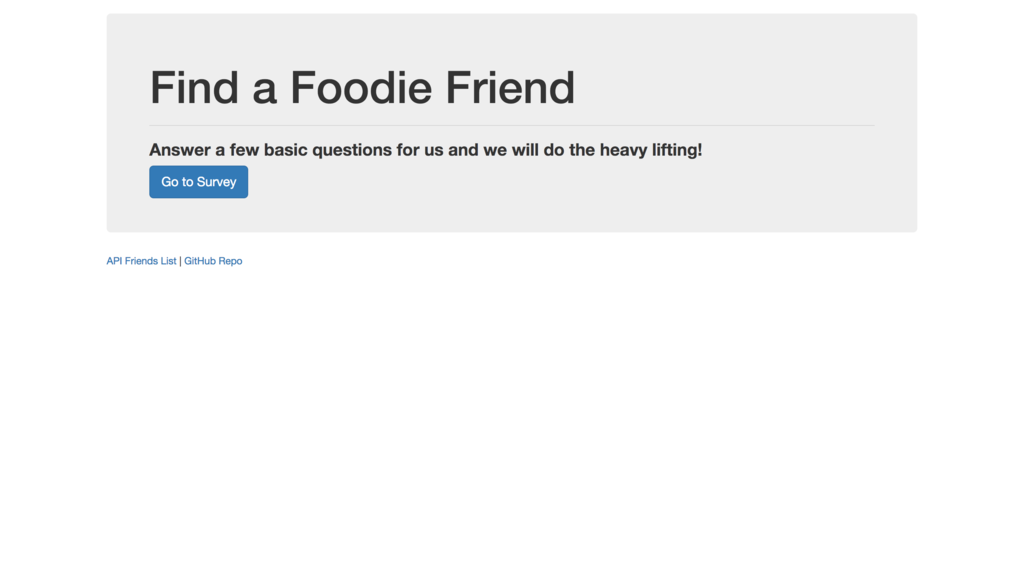 Find a Foodie Friend
Answer a few basic questions for us and we will do the heavy lifting!
Go to Survey
API Friends List | GitHub Repo